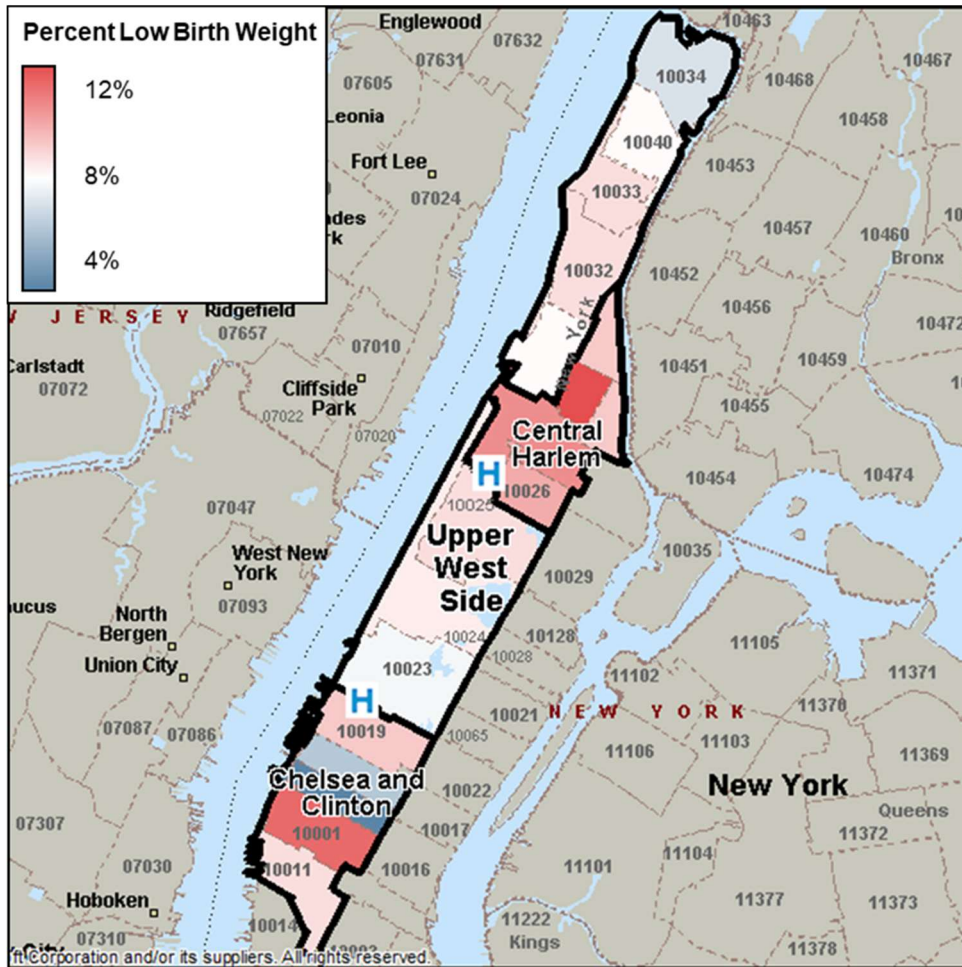 Percent Low Birth Weight
12%
8%
4%
Englewood
07632
07631
07605
Leonia
Fort Lee
07024
10463
10467
10468
10034
10458
10040
10453
10033
10457
10460
Bronx
10032
10452
York
10456
10472
10451
10459
10455
W JERSEY
Ridgefield
07657
07010
Carlstadt
07072
Cliffside
Park
07022
07020
Central
Harlem
H
10026
10025
10454
10474
07047
Upper
West
Side
10035
10029
West New
York
07093
North
Bergen
Union City
10024
10128
10028
11105
11102
11371
11370
10023
H
10021
NEW YORK
07087
07086
10019
10065
11106
11103
11369
Chelsea and
Clinton
10022
New York
Queens
07307
10001
10017
11372
07030
10011
10016
11101
11104
11377
11373
Hoboken
07310
10014
11222
Kings
11378
ft Corporation and/or its suppliers. All rights reserved.